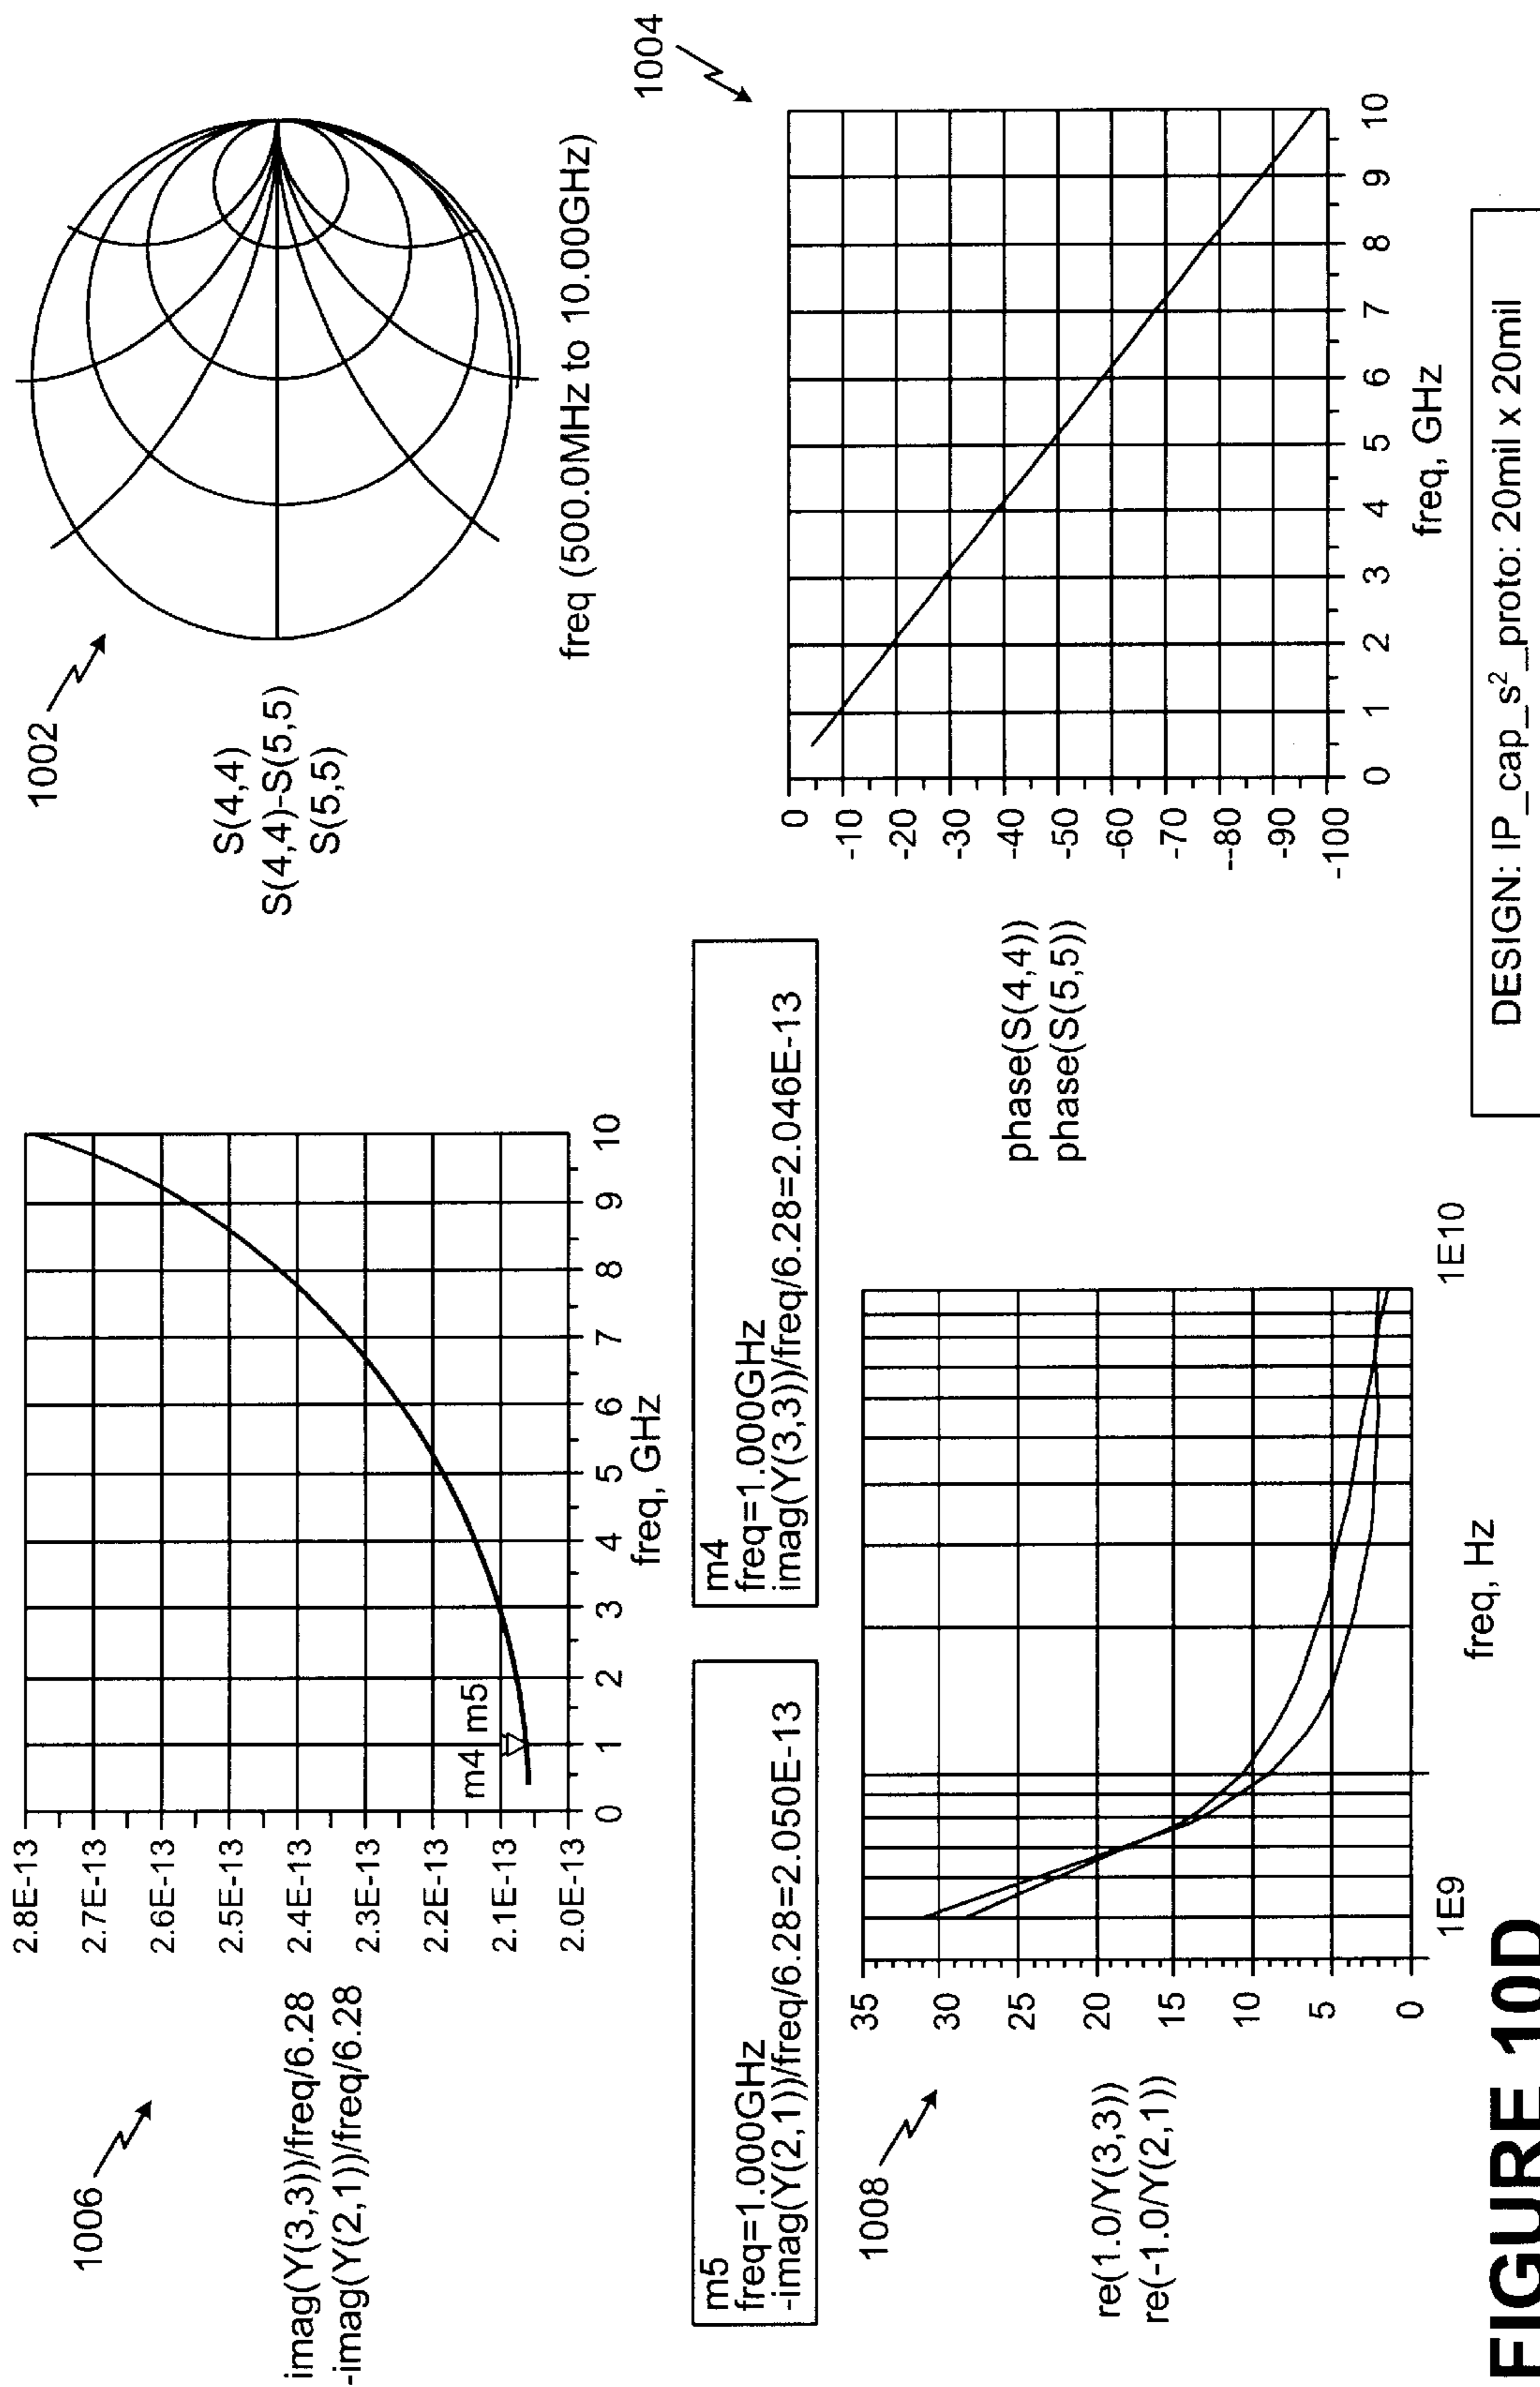 1006
imag(Y(3,3))/freq/6.28
-imag(Y(2,1))/freq/6.28
2.8E-13
2.7E-13
2.6E-13
2.5E-13
2.4E-13
2.3E-13
2.2E-13
2.1E-13
2.0E-13
m4 m5
0 1 2 3 4 5 6 7 8 9 10
freq, GHz
1002
S(4,4)
S(4,4)-S(5,5)
S(5,5)
freq (500.0MHz to 10.00GHz)
m5
freq=1.000GHz
-imag(Y(2,1))/freq/6.28=2.050E-13
m4
freq=1.000GHz
imag(Y(3,3))/freq/6.28=2.046E-13
1008
re(1.0/Y(3,3))
re(-1.0/Y(2,1))
35
30
25
20
15
10
5
0
1E9
1E10
freq, Hz
1004
phase(S(4,4))
phase(S(5,5))
0
-10
-20
-30
-40
-50
-60
-70
--80
-90
-100
0 1 2 3 4 5 6 7 8 9 10
freq, GHz
DESIGN: IP_cap_s²_proto: 20mil x 20mil
FIGURE 10D